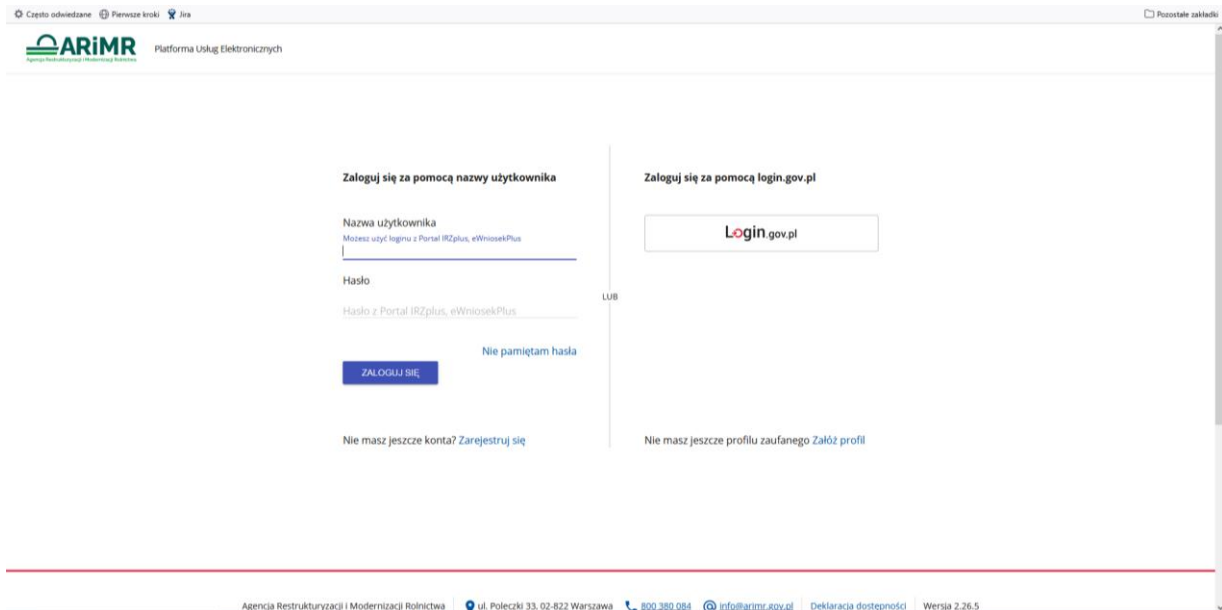 Często odwiedzane Pierwsze kroki Jira Pozostałe zakładki
ARiMR Platforma Usług Elektronicznych
Agencja Restrukturyzacji i Modernizacji Rolnictwa
Zaloguj się za pomocą nazwy użytkownika
Nazwa użytkownika
Możesz użyć loginu z Portal IRZplus, eWniosekPlus
Hasło
Hasło z Portal IRZplus, eWniosekPlus
Nie pamiętam hasła
ZALOGUJ SIĘ
Nie masz jeszcze konta? Zarejestruj się
LUB
Zaloguj się za pomocą login.gov.pl
Login.gov.pl
Nie masz jeszcze profilu zaufanego Załóż profil
Agencja Restrukturyzacji i Modernizacji Rolnictwa ul. Poleczki 33, 02-822 Warszawa 800 380 084 info@arimr.gov.pl Deklaracja dostępności Wersja 2.26.5